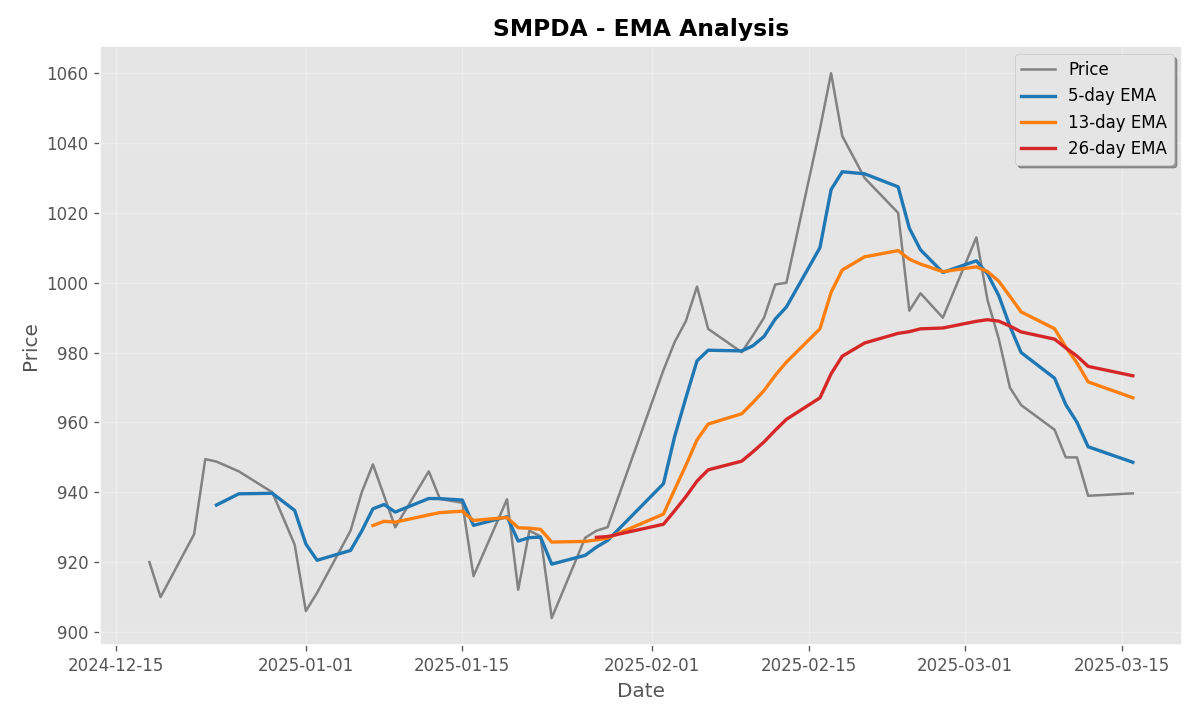 SMPDA - EMA Analysis
Price
5-day EMA
13-day EMA
26-day EMA
1060
1040
1020
1000
980
960
940
920
900
Price
2024-12-15
2025-01-01
2025-01-15
2025-02-01
2025-02-15
2025-03-01
2025-03-15
Date